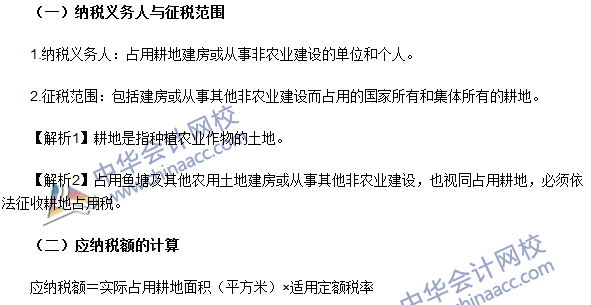 （一）纳税义务人与征税范围
1.纳税义务人：占用耕地建房或从事非农业建设的单位和个人。
2.征税范围：包括建房或从事其他非农业建设而占用的国家所有和集体所有的耕地。
【解析1】耕地是指种植农业作物的土地。
【解析2】占用鱼塘及其他农用土地建房或从事其他非农业建设，也视同占用耕地，必须依
法征收耕地占用税。
（二）应纳税额的计算
应纳税额＝实际占用耕地面积（平方米）×适用定额税率
中华会计网校
www.chinaacc.com
中华会计网校
www.chinaacc.com